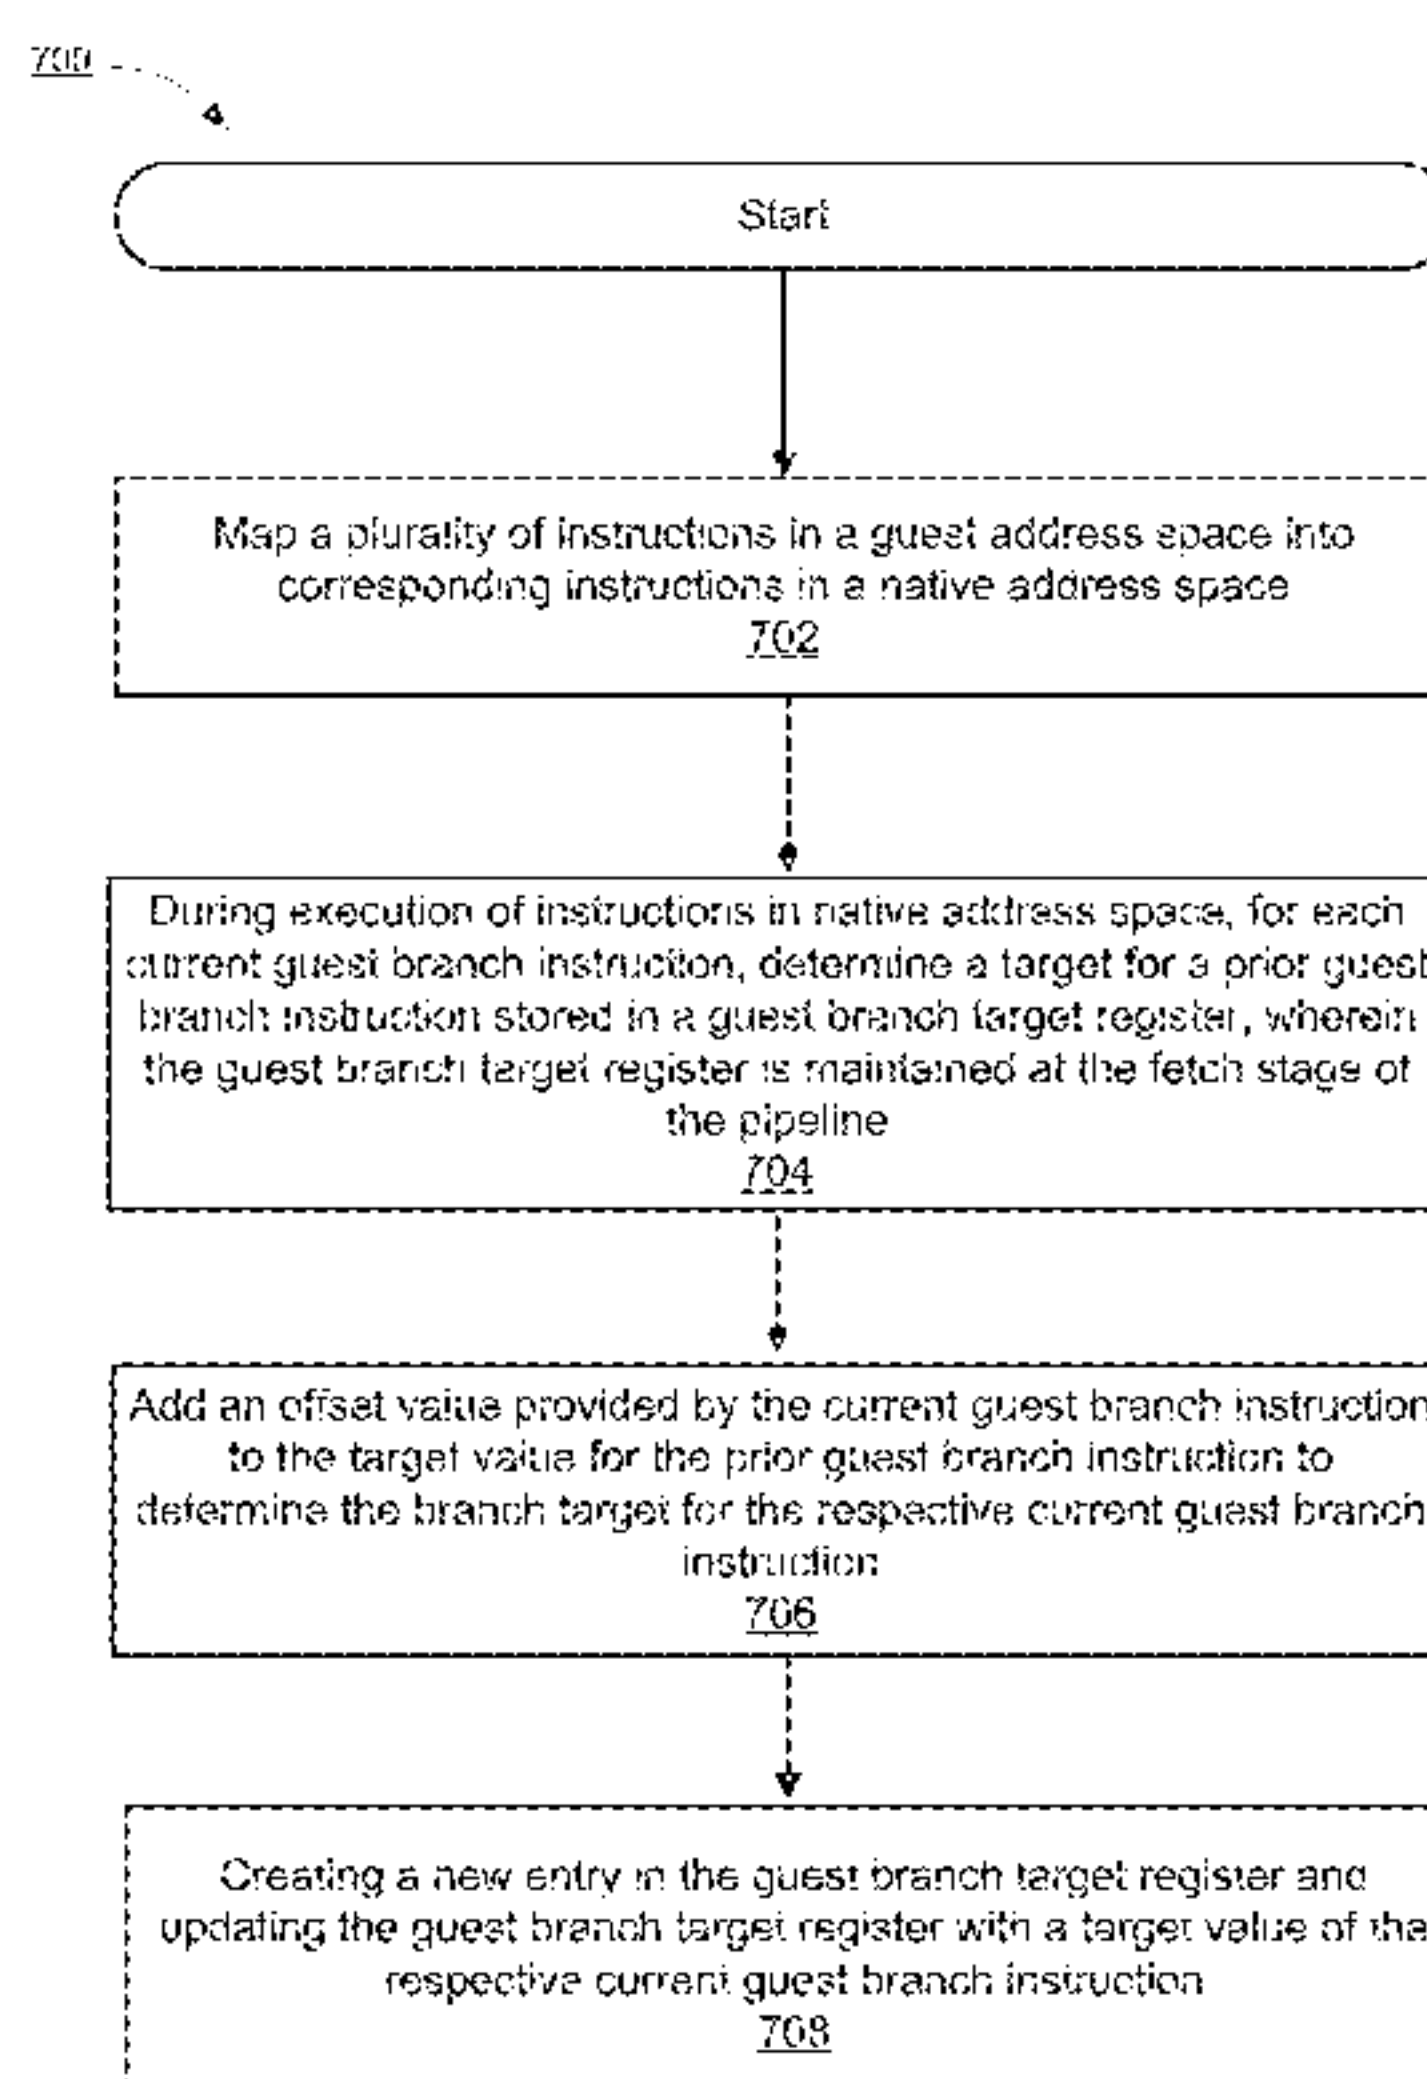 700
Start
Map a plurality of instructions in a guest address space into
corresponding instructions in a native address space
702
During execution of instructions in native address space, for each
current guest branch instruction, determine a target for a prior guest
branch instruction stored in a guest branch target register, wherein
the guest branch target register is maintained at the fetch stage of
the pipeline
704
Add an offset value provided by the current guest branch instruction
to the target value for the prior guest branch instruction to
determine the branch target for the respective current guest branch
instruction
706
Creating a new entry in the guest branch target register and
updating the guest branch target register with a target value of the
respective current guest branch instruction
708